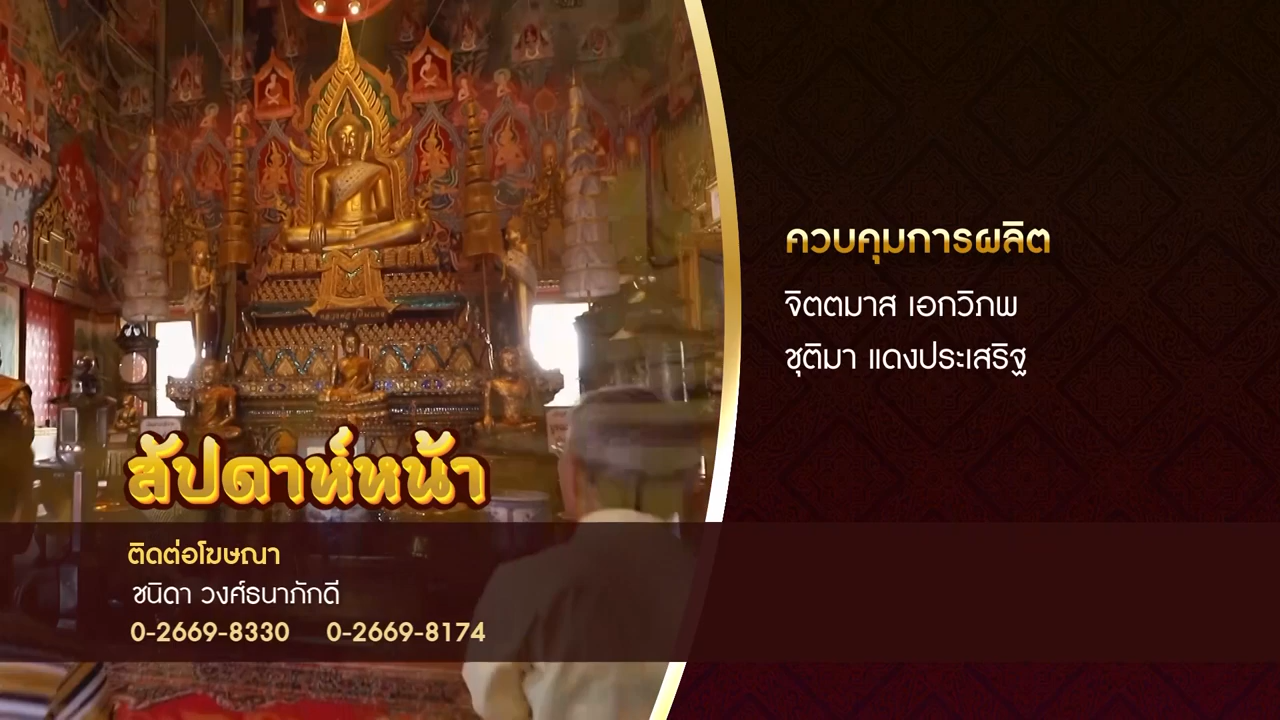 ควบคุมการผลิต
จิตตมาส เอกวิภพ
ชุติมา แดงประเสริฐ
สัปดาห์หน้า
ติดต่อโฆษณา
ชนิดา วงศ์ธนาภักดี
0-2669-8330 0-2669-8174